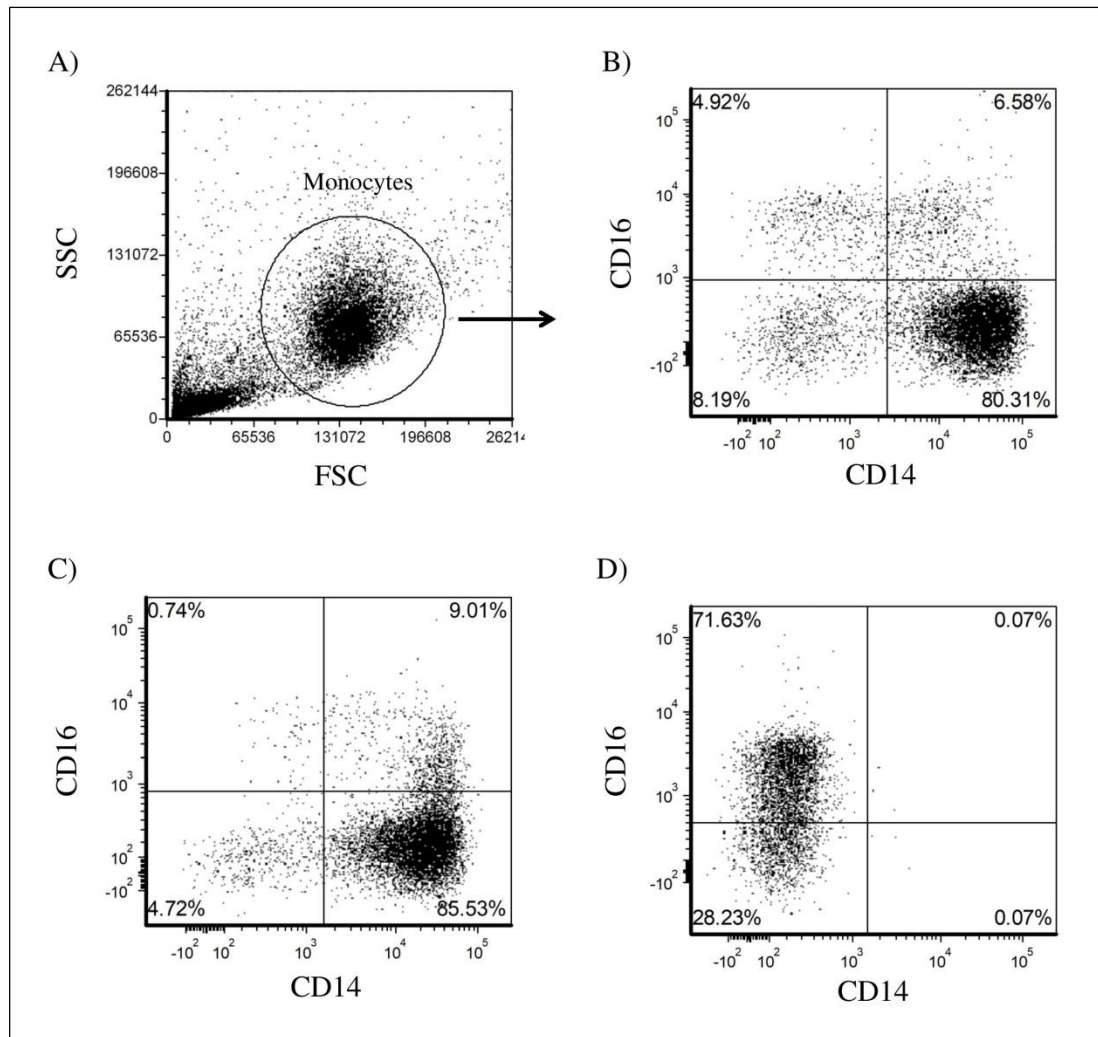 A)
262144
196608
131072
65536
0
0 65536 131072 196608 26214
SSC
FSC
Monocytes
B)
4.92% 6.58%
8.19% 80.31%
10^5
10^4
10^3
-10^2
-10^2 10^2 10^3 10^4 10^5
CD16
CD14
C)
0.74% 9.01%
4.72% 85.53%
10^5
10^4
10^3
10^2
-10^2
-10^2 10^2 10^3 10^4 10^5
CD16
CD14
D)
71.63% 0.07%
28.23% 0.07%
10^5
10^4
10^3
-10^2
-10^2 10^2 10^3 10^4 10^5
CD16
CD14